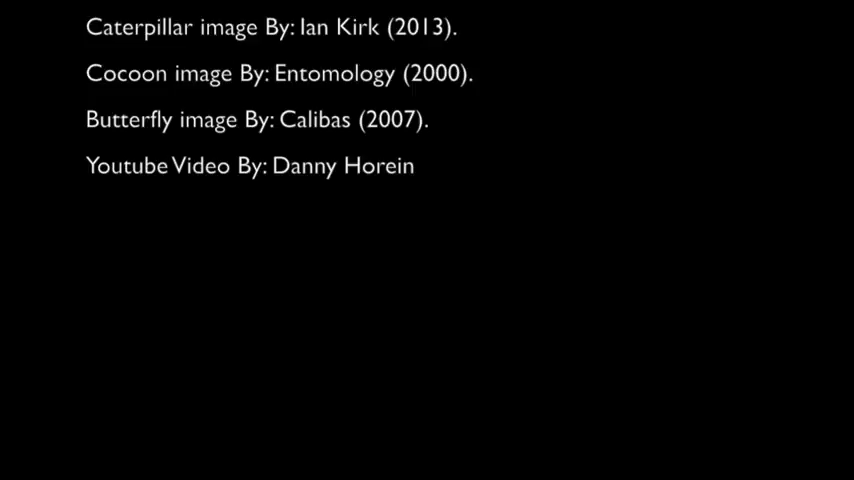 Caterpillar image By: Ian Kirk (2013).
Cocoon image By: Entomology (2000).
Butterfly image By: Calibas (2007).
Youtube Video By: Danny Horein